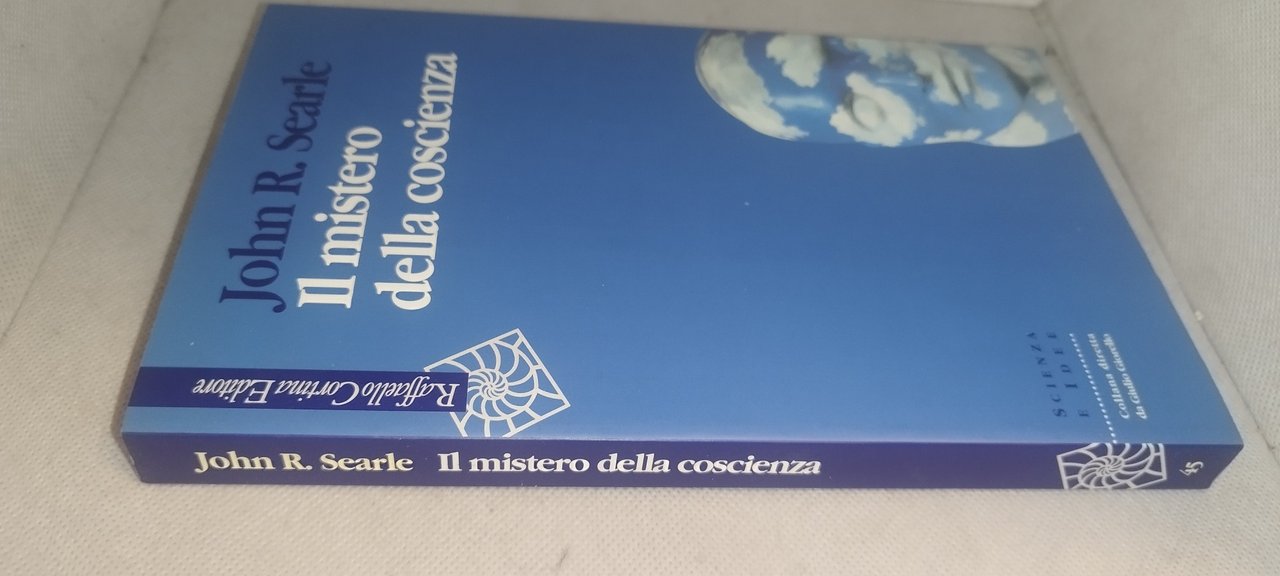 John R. Searle
Il mistero
della coscienza
Raffaello Cortina Editore
SCIENZA
E IDEE
Collana diretta
da Giulio Giorello
John R. Searle Il mistero della coscienza
45